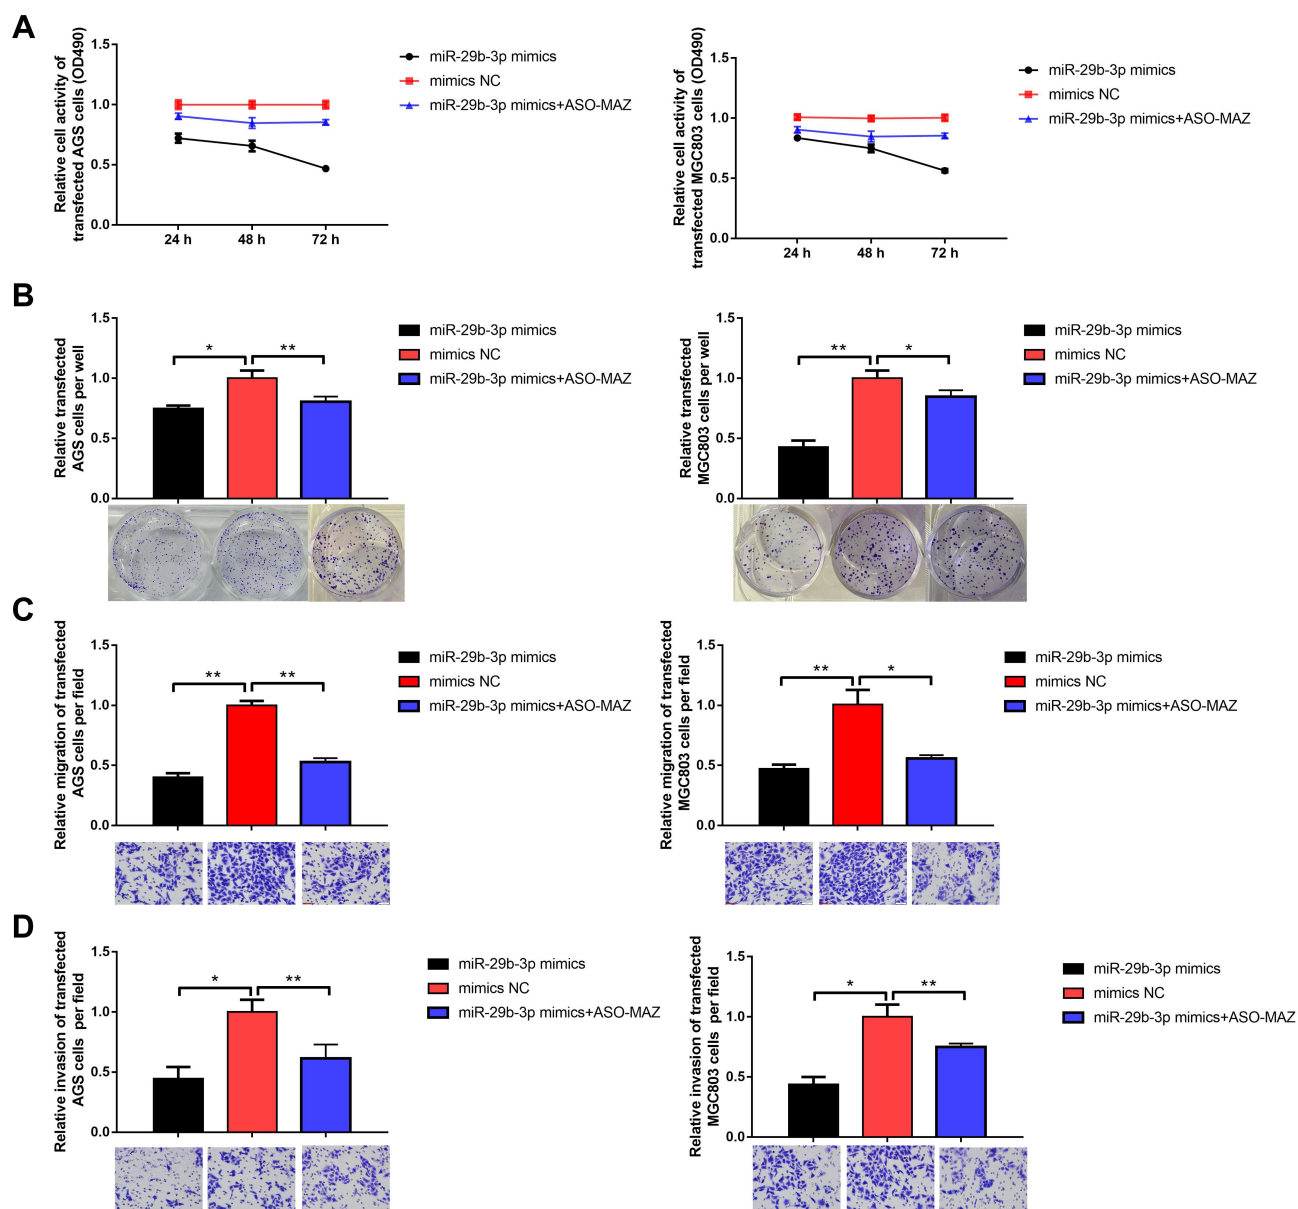 A
Relative cell activity of
transfected AGS cells (OD490)
1.5
1.0
0.5
0.0
24 h
48 h
72 h
miR-29b-3p mimics
mimics NC
miR-29b-3p mimics+ASO-MAZ
Relative cell activity of
transfected MGC803 cells (OD490)
1.5
1.0
0.5
0.0
24 h
48 h
72 h
miR-29b-3p mimics
mimics NC
miR-29b-3p mimics+ASO-MAZ
B
Relative transfected
AGS cells per well
1.5
1.0
0.5
0.0
*
**
miR-29b-3p mimics
mimics NC
miR-29b-3p mimics+ASO-MAZ
Relative transfected
MGC803 cells per well
1.5
1.0
0.5
0.0
**
*
miR-29b-3p mimics
mimics NC
miR-29b-3p mimics+ASO-MAZ
C
Relative migration of transfected
AGS cells per field
1.5
1.0
0.5
0.0
**
**
miR-29b-3p mimics
mimics NC
miR-29b-3p mimics+ASO-MAZ
Relative migration of transfected
MGC803 cells per field
1.5
1.0
0.5
0.0
**
*
miR-29b-3p mimics
mimics NC
miR-29b-3p mimics+ASO-MAZ
D
Relative invasion of transfected
AGS cells per field
1.5
1.0
0.5
0.0
*
**
miR-29b-3p mimics
mimics NC
miR-29b-3p mimics+ASO-MAZ
Relative invasion of transfected
MGC803 cells per field
1.5
1.0
0.5
0.0
*
**
miR-29b-3p mimics
mimics NC
miR-29b-3p mimics+ASO-MAZ